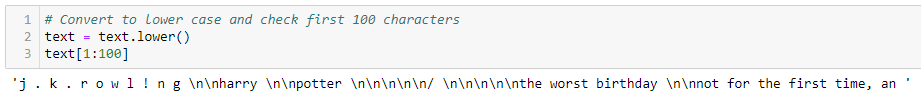 1 # Convert to lower case and check first 100 characters
2 text = text.lower()
3 text[1:100]
'j . k . r o w l ! n g \n\nharry \n\npotter \n\n\n\n\n/ \n\n\n\n\nthe worst birthday \n\nnot for the first time, an '